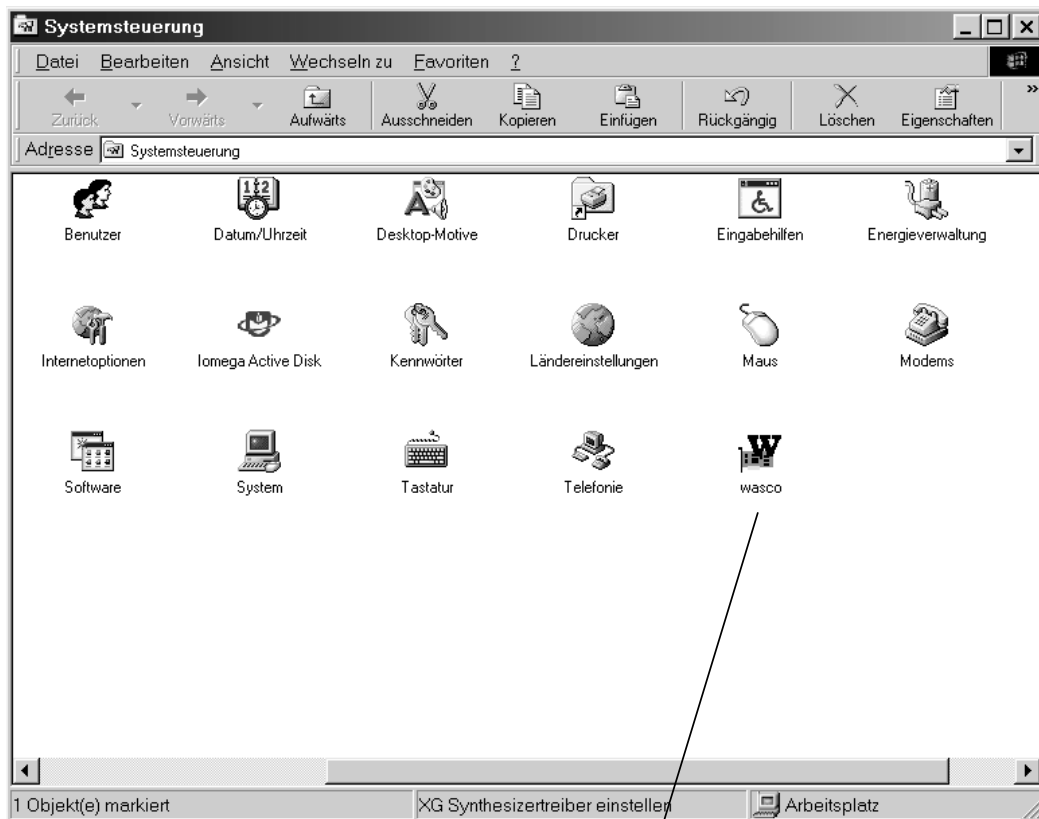 Systemsteuerung
Datei Bearbeiten Ansicht Wechseln zu Favoriten ?
Zurück Vorwärts Aufwärts Ausschneiden Kopieren Einfügen Rückgängig Löschen Eigenschaften »
Adresse Systemsteuerung
Benutzer Datum/Uhrzeit Desktop-Motive Drucker Eingabehilfen Energieverwaltung
Internetoptionen Iomega Active Disk Kennwörter Ländereinstellungen Maus Modems
Software System Tastatur Telefonie wasco
1 Objekt(e) markiert XG Synthesizertreiber einstellen Arbeitsplatz